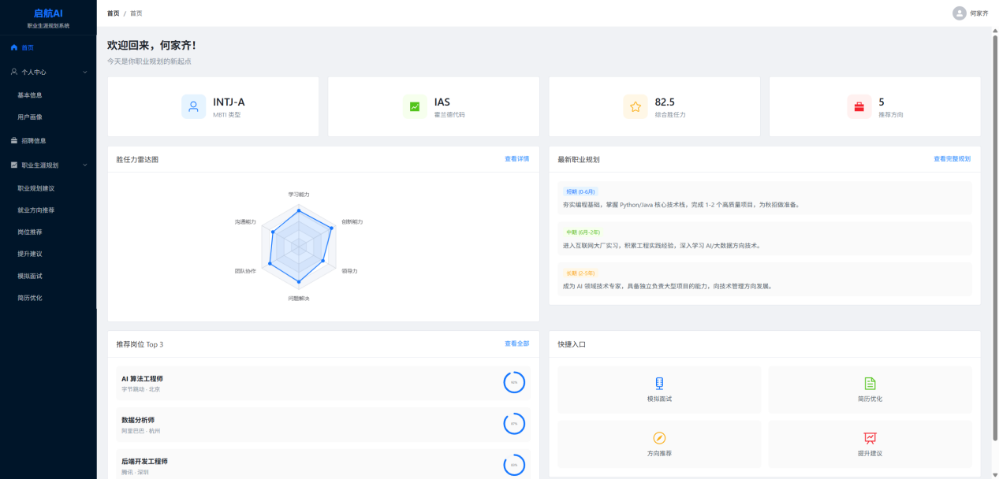 启航AI
职业生涯规划系统
首页
个人中心
基本信息
用户画像
招聘信息
职业生涯规划
职业规划建议
就业方向推荐
岗位推荐
提升建议
模拟面试
简历优化
首页 / 首页
何家齐
欢迎回来，何家齐！
今天是你职业规划的新起点
INTJ-A
MBTI 类型
IAS
霍兰德代码
82.5
综合胜任力
5
推荐方向
胜任力雷达图
查看详情
学习能力
创新能力
领导力
问题解决
团队协作
沟通能力
最新职业规划
查看完整规划
短期 (0-6月)
夯实编程基础，掌握 Python/Java 核心技术栈，完成 1-2 个高质量项目，为秋招做准备。
中期 (6月-2年)
进入互联网大厂实习，积累工程实践经验，深入学习 AI/大数据方向技术。
长期 (2-5年)
成为 AI 领域技术专家，具备独立负责大型项目的能力，向技术管理方向发展。
推荐岗位 Top 3
查看全部
AI 算法工程师
字节跳动 · 北京
数据分析师
阿里巴巴 · 杭州
后端开发工程师
腾讯 · 深圳
快捷入口
模拟面试
简历优化
方向推荐
提升建议